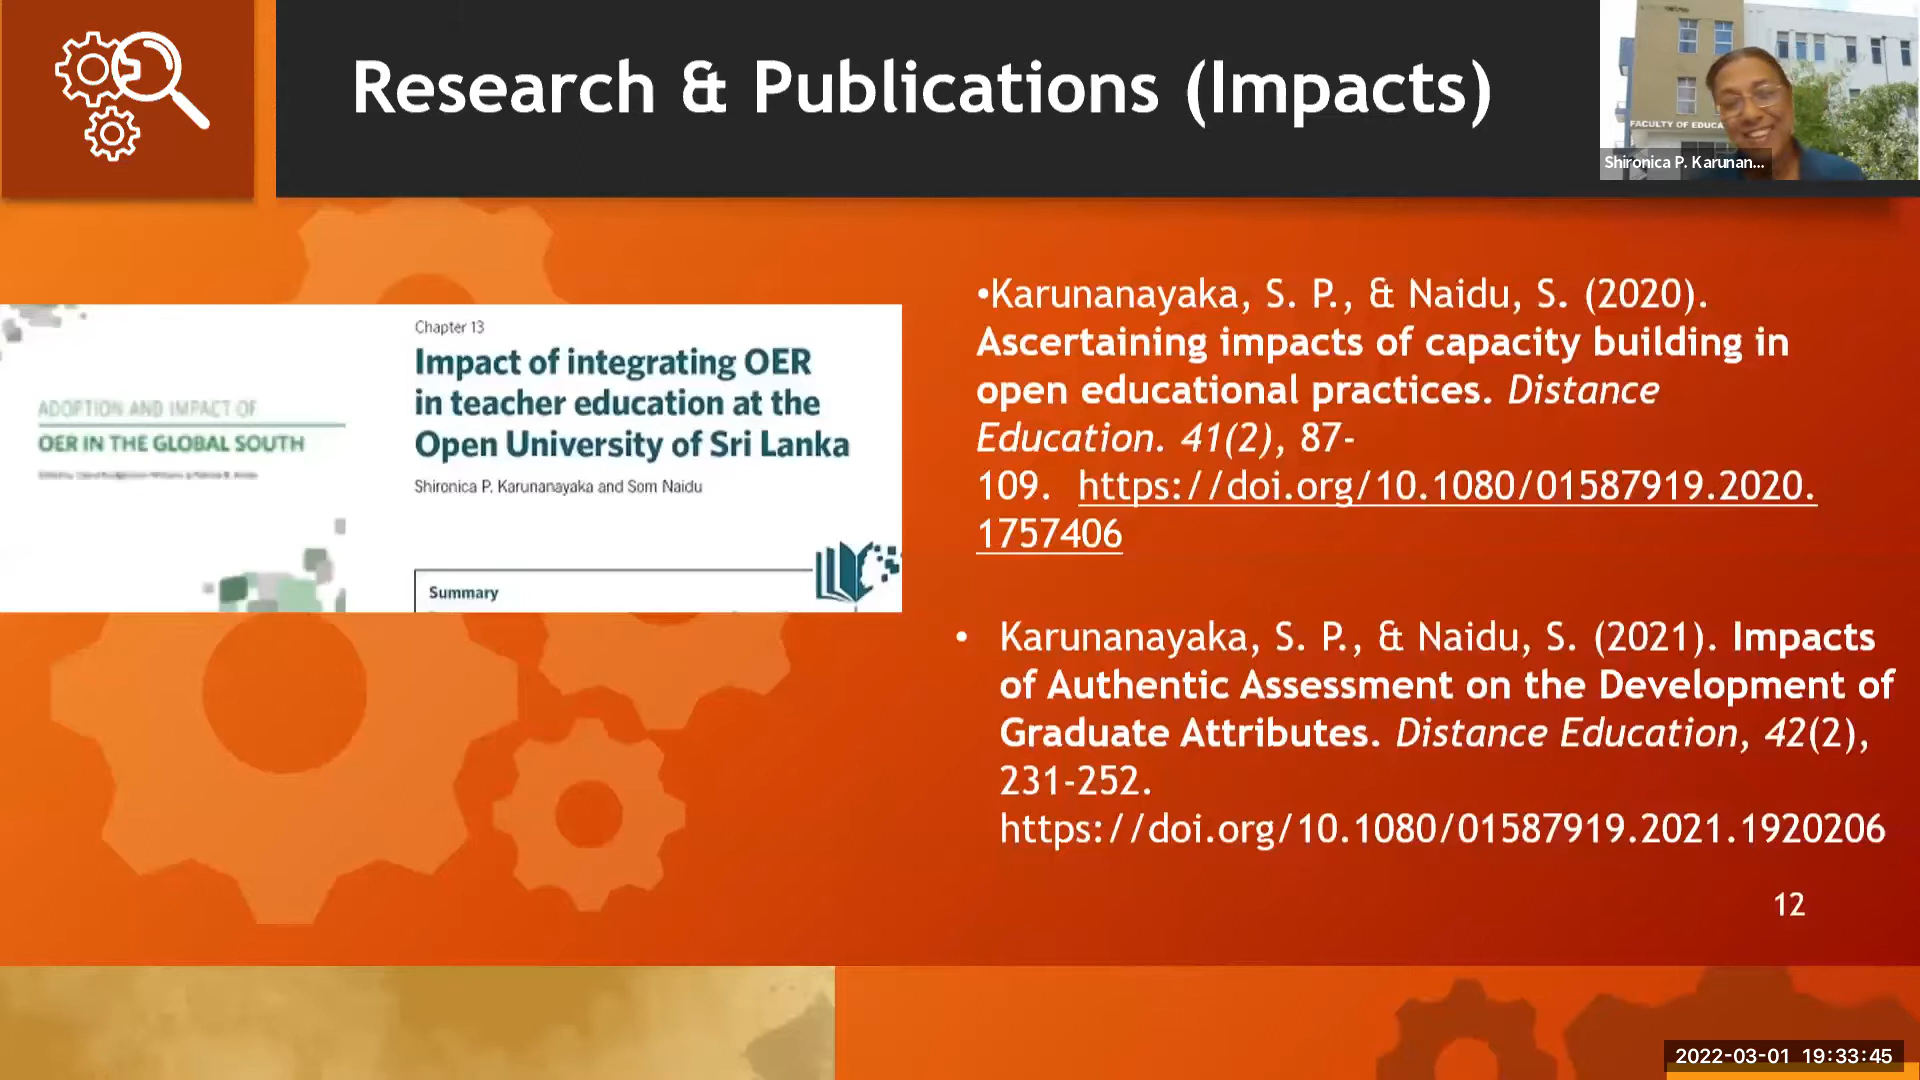 Research & Publications (Impacts)
FACULTY OF EDUCA
Shironica P. Karunan...
ADOPTION AND IMPACT OF
OER IN THE GLOBAL SOUTH
Chapter 13
Impact of integrating OER
in teacher education at the
Open University of Sri Lanka
Shironica P. Karunanayaka and Som Naidu
Summary
•Karunanayaka, S. P., & Naidu, S. (2020).
Ascertaining impacts of capacity building in
open educational practices. Distance
Education. 41(2), 87-
109. https://doi.org/10.1080/01587919.2020.
1757406
• Karunanayaka, S. P., & Naidu, S. (2021). Impacts
of Authentic Assessment on the Development of
Graduate Attributes. Distance Education, 42(2),
231-252.
https://doi.org/10.1080/01587919.2021.1920206
12
2022-03-01 19:33:45